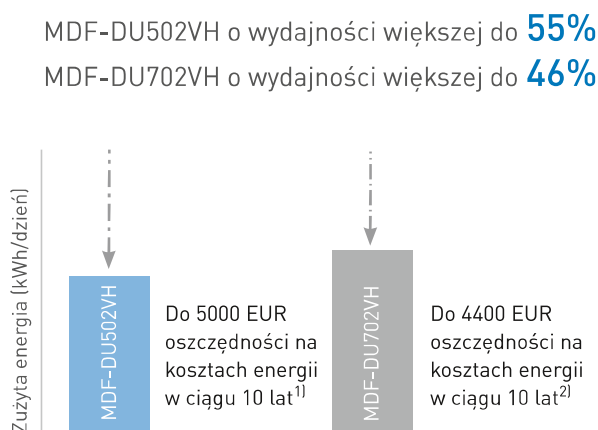 MDF-DU502VH o wydajności większej do 55%
MDF-DU702VH o wydajności większej do 46%
Zużyta energia (kWh/dzień)
MDF-DU502VH
Do 5000 EUR
oszczędności na
kosztach energii
w ciągu 10 lat1)
MDF-DU702VH
Do 4400 EUR
oszczędności na
kosztach energii
w ciągu 10 lat2)